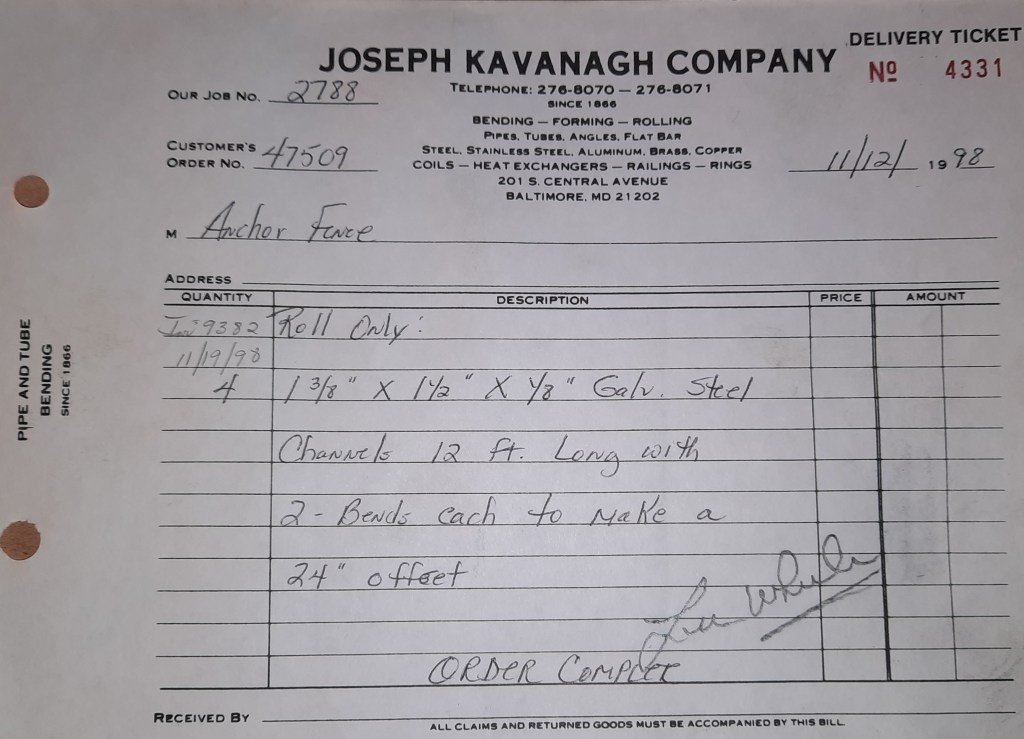 DELIVERY TICKET
JOSEPH KAVANAGH COMPANY
Nº 4331
OUR JOB NO. 2788
TELEPHONE: 276-8070 — 276-8071
SINCE 1866
BENDING — FORMING — ROLLING
PIPES, TUBES, ANGLES, FLAT BAR
CUSTOMER'S
ORDER NO. 47509
STEEL, STAINLESS STEEL, ALUMINUM, BRASS, COPPER
COILS — HEAT EXCHANGERS — RAILINGS — RINGS
11/12/ 1998
201 S. CENTRAL AVENUE
BALTIMORE, MD 21202
M Anchor Fence
ADDRESS
QUANTITY DESCRIPTION PRICE AMOUNT
9382 Roll Only:
11/19/98
4 1 3/8" X 1 1/2" X 1/8" Galv. Steel
Channels 12 ft. Long with
2 - Bends each to make a
24" offset
ORDER COMPLETE
RECEIVED BY
ALL CLAIMS AND RETURNED GOODS MUST BE ACCOMPANIED BY THIS BILL
PIPE AND TUBE
BENDING
SINCE 1866